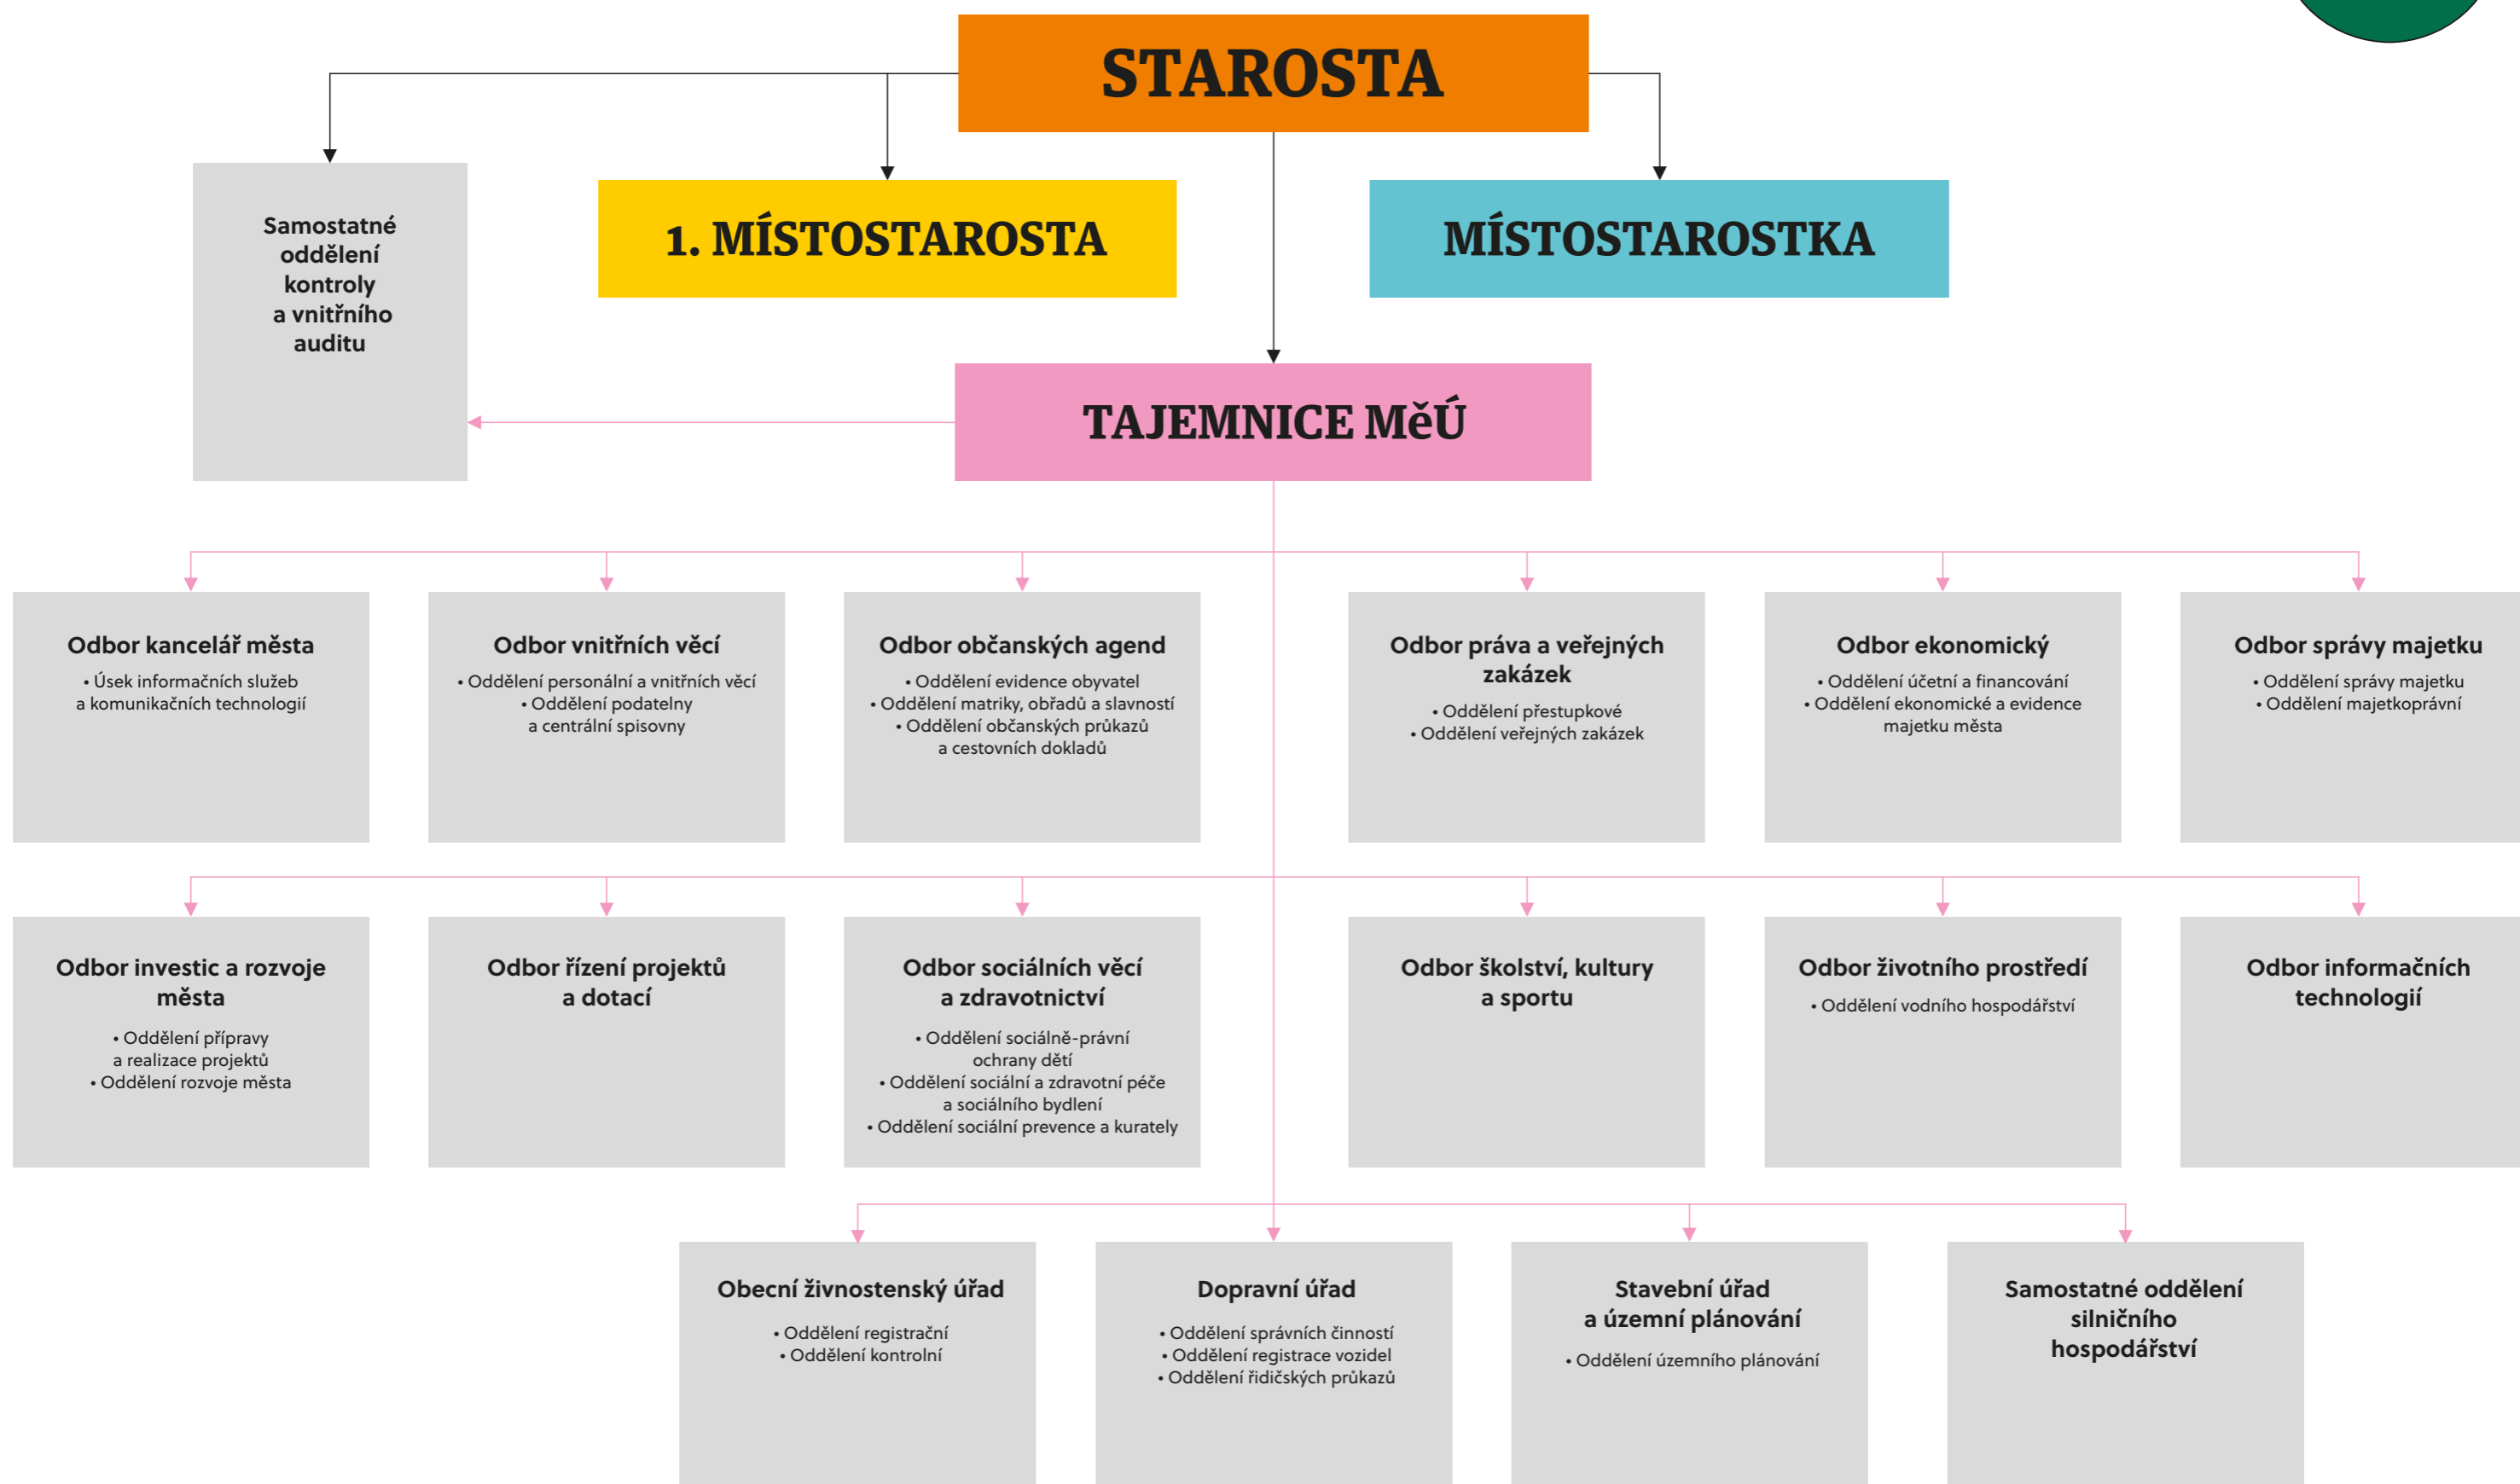 STAROSTA
Samostatné
oddělení
kontroly
a vnitřního
auditu
1. MÍSTOSTAROSTA
MÍSTOSTAROSTKA
TAJEMNICE MěÚ
Odbor kancelář města
• Úsek informačních služeb
a komunikačních technologií
Odbor vnitřních věcí
• Oddělení personální a vnitřních věcí
• Oddělení podatelny
a centrální spisovny
Odbor občanských agend
• Oddělení evidence obyvatel
• Oddělení matriky, obřadů a slavností
• Oddělení občanských průkazů
a cestovních dokladů
Odbor práva a veřejných
zakázek
• Oddělení přestupkové
• Oddělení veřejných zakázek
Odbor ekonomický
• Oddělení účetní a financování
• Oddělení ekonomické a evidence
majetku města
Odbor správy majetku
• Oddělení správy majetku
• Oddělení majetkoprávní
Odbor investic a rozvoje
města
• Oddělení přípravy
a realizace projektů
• Oddělení rozvoje města
Odbor řízení projektů
a dotací
Odbor sociálních věcí
a zdravotnictví
• Oddělení sociálně-právní
ochrany dětí
• Oddělení sociální a zdravotní péče
a sociálního bydlení
• Oddělení sociální prevence a kurately
Odbor školství, kultury
a sportu
Odbor životního prostředí
• Oddělení vodního hospodářství
Odbor informačních
technologií
Obecní živnostenský úřad
• Oddělení registrační
• Oddělení kontrolní
Dopravní úřad
• Oddělení správních činností
• Oddělení registrace vozidel
• Oddělení řidičských průkazů
Stavební úřad
a územní plánování
• Oddělení územního plánování
Samostatné oddělení
silničního
hospodářství